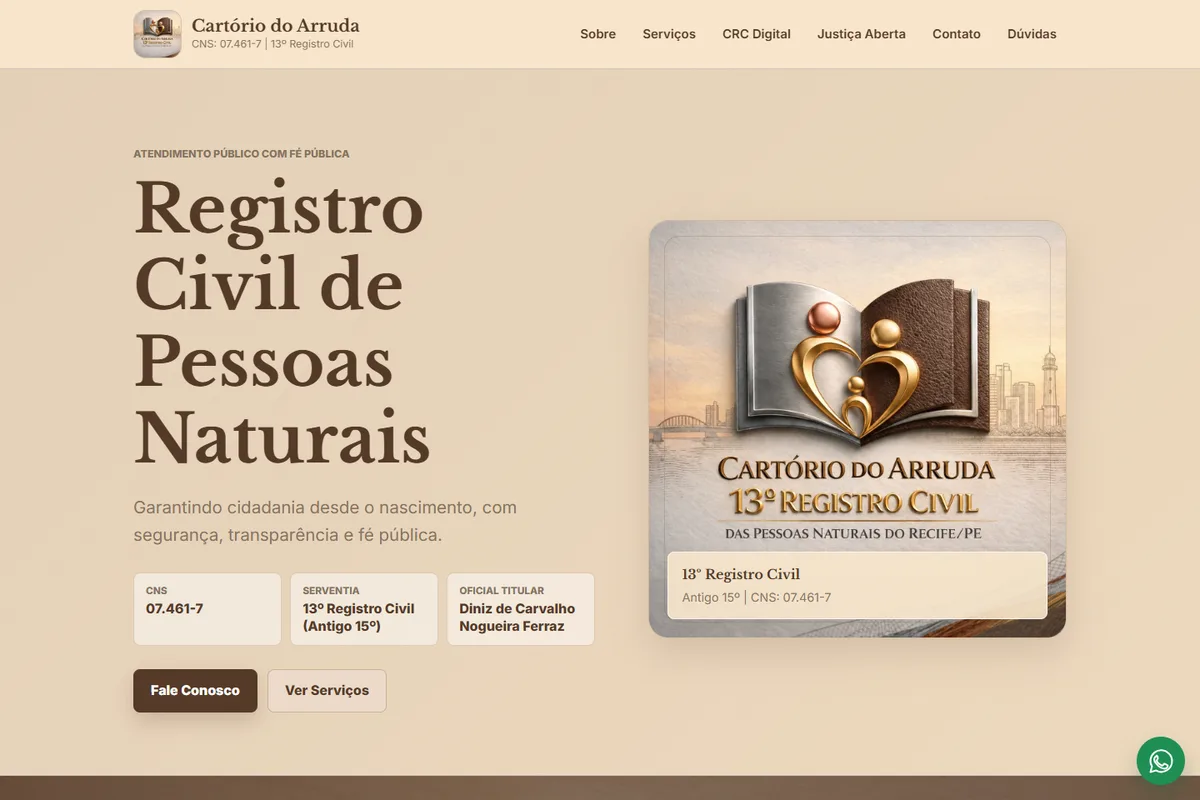 Cartório do Arruda
CNS: 07.461-7 | 13º Registro Civil
Sobre
Serviços
CRC Digital
Justiça Aberta
Contato
Dúvidas
ATENDIMENTO PÚBLICO COM FÉ PÚBLICA
Registro
Civil de
Pessoas
Naturais
Garantindo cidadania desde o nascimento, com
segurança, transparência e fé pública.
CNS
07.461-7
SERVENTIA
13º Registro Civil
(Antigo 15º)
OFICIAL TITULAR
Diniz de Carvalho
Nogueira Ferraz
Fale Conosco
Ver Serviços
CARTÓRIO DO ARRUDA
13º REGISTRO CIVIL
DAS PESSOAS NATURAIS DO RECIFE/PE
13º Registro Civil
Antigo 15º | CNS: 07.461-7